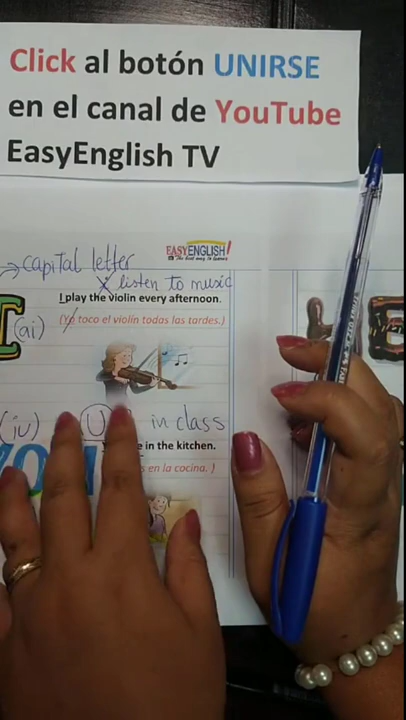 Click al botón UNIRSE
en el canal de YouTube
EasyEnglish TV
EASYENGLISH!
→ capital letter
x listen to music
I (ai)
I play the violin every afternoon.
(Yo toco el violín todas las tardes.)
(iu) U in class
in the kitchen.
YOU
en la cocina. )